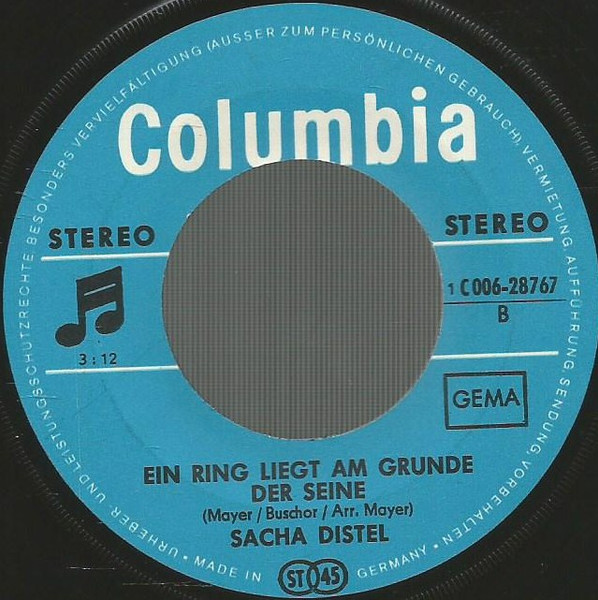 Columbia
STEREO
STEREO
3 : 12
1 C 006-28767
B
GEMA
EIN RING LIEGT AM GRUNDE
DER SEINE
(Mayer / Buschor / Arr. Mayer)
SACHA DISTEL
URHEBER- UND LEISTUNGSSCHUTZRECHTE, BESONDERS VERVIELFÄLTIGUNG (AUSSER ZUM PERSÖNLICHEN GEBRAUCH), VERMIETUNG, AUFFÜHRUNG, SENDUNG, VORBEHALTEN
• MADE IN GERMANY •
ST 45